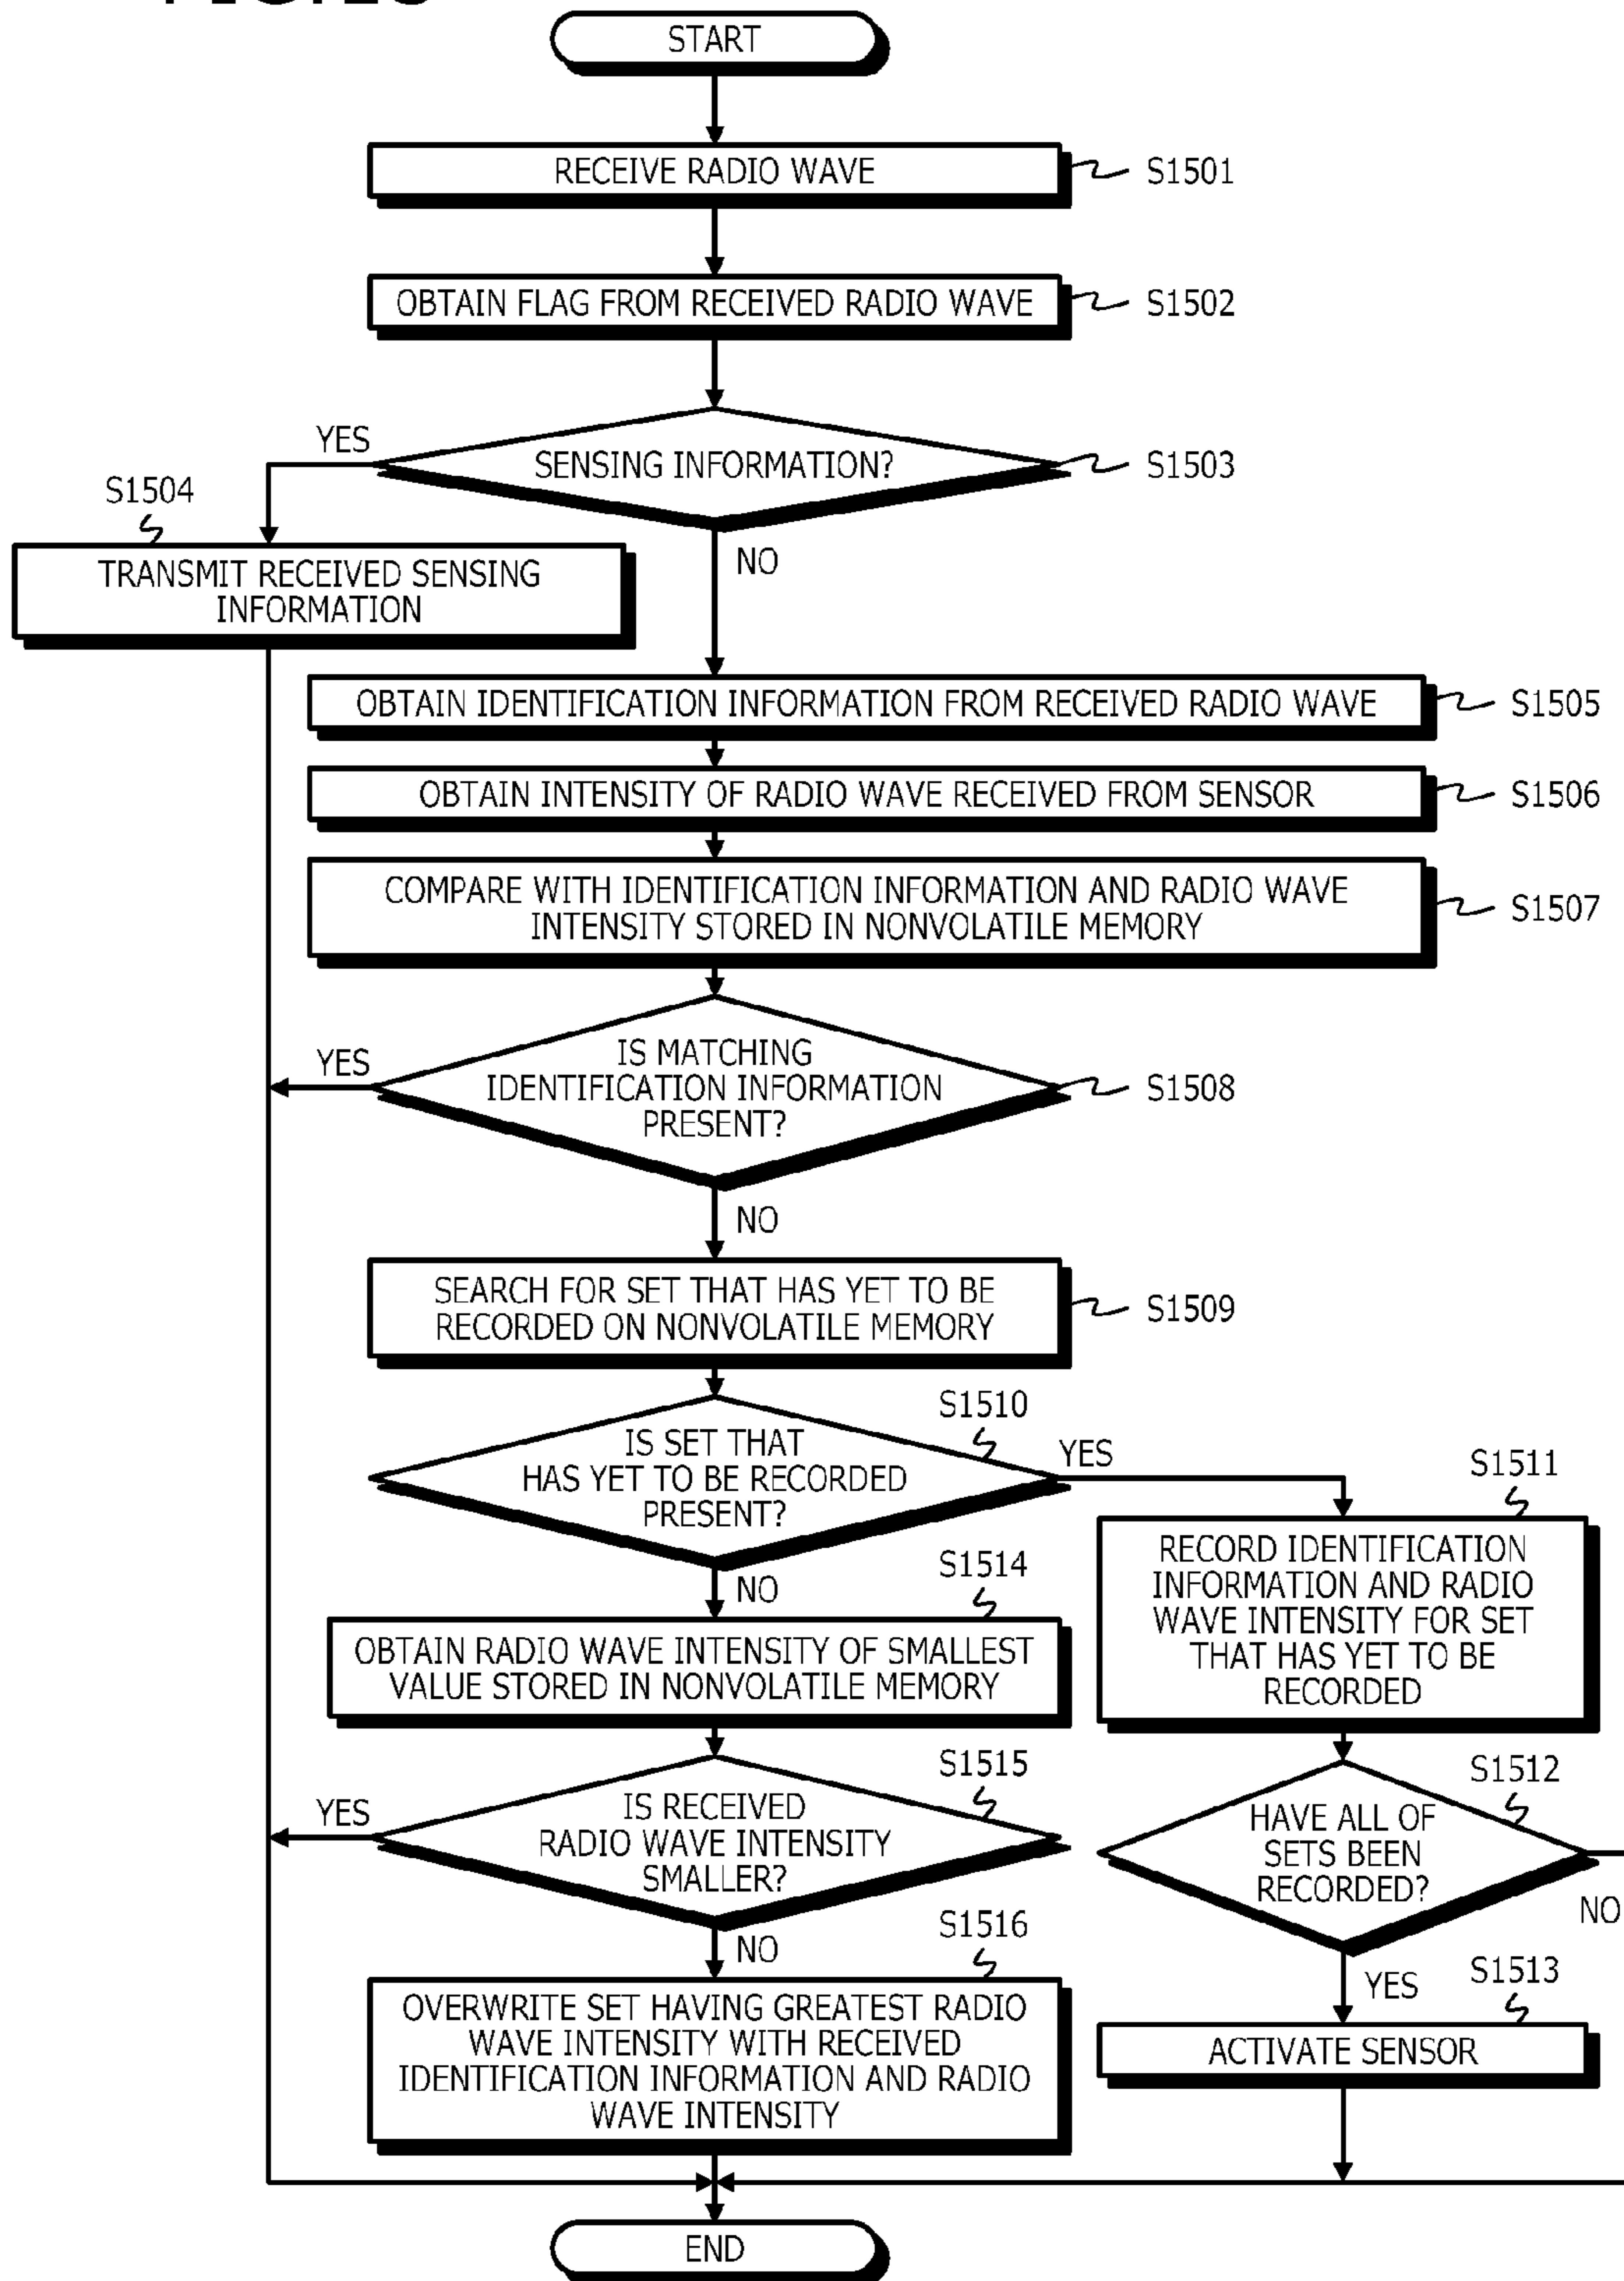 START
RECEIVE RADIO WAVE
S1501
OBTAIN FLAG FROM RECEIVED RADIO WAVE
S1502
YES
SENSING INFORMATION?
S1503
S1504
TRANSMIT RECEIVED SENSING
INFORMATION
NO
OBTAIN IDENTIFICATION INFORMATION FROM RECEIVED RADIO WAVE
S1505
OBTAIN INTENSITY OF RADIO WAVE RECEIVED FROM SENSOR
S1506
COMPARE WITH IDENTIFICATION INFORMATION AND RADIO WAVE
INTENSITY STORED IN NONVOLATILE MEMORY
S1507
YES
IS MATCHING
IDENTIFICATION INFORMATION
PRESENT?
S1508
NO
SEARCH FOR SET THAT HAS YET TO BE
RECORDED ON NONVOLATILE MEMORY
S1509
S1510
IS SET THAT
HAS YET TO BE RECORDED
PRESENT?
YES
S1511
RECORD IDENTIFICATION
INFORMATION AND RADIO
WAVE INTENSITY FOR SET
THAT HAS YET TO BE
RECORDED
NO
S1514
OBTAIN RADIO WAVE INTENSITY OF SMALLEST
VALUE STORED IN NONVOLATILE MEMORY
S1515
YES
IS RECEIVED
RADIO WAVE INTENSITY
SMALLER?
S1512
HAVE ALL OF
SETS BEEN
RECORDED?
NO
NO
S1516
OVERWRITE SET HAVING GREATEST RADIO
WAVE INTENSITY WITH RECEIVED
IDENTIFICATION INFORMATION AND RADIO
WAVE INTENSITY
YES
S1513
ACTIVATE SENSOR
END